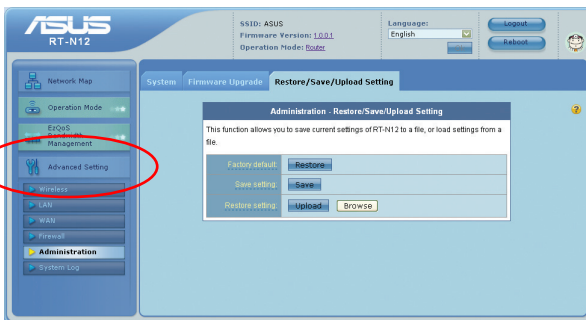 ASUS
RT-N12
SSID: ASUS
Firmware Version: 1.0.0.1
Operation Mode: Router
Language:
English
Logout
Reboot
Network Map
Operation Mode
EzQoS
Bandwidth
Management
Advanced Setting
Wireless
LAN
WAN
Firewall
Administration
System Log
System
Firmware Upgrade
Restore/Save/Upload Setting
Administration - Restore/Save/Upload Setting
This function allows you to save current settings of RT-N12 to a file, or load settings from a
file.
Factory default:
Restore
Save setting:
Save
Restore setting:
Upload
Browse